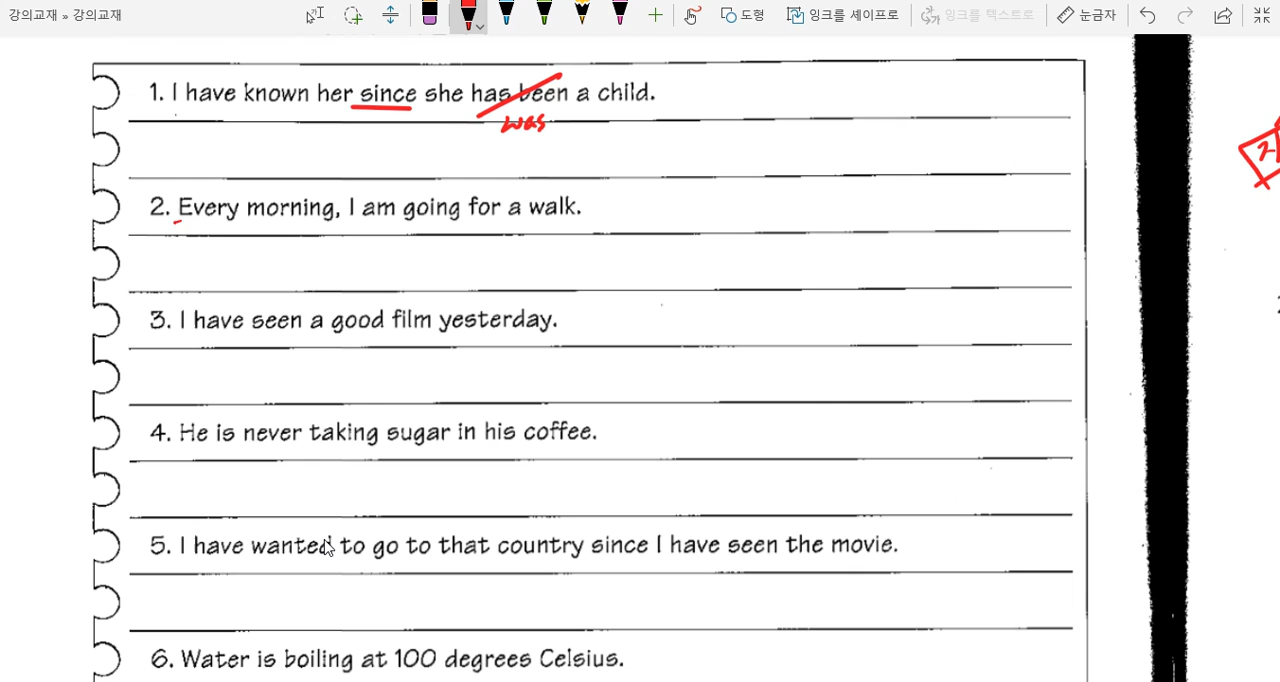 강의교재 » 강의교재
도형
잉크를 셰이프로
잉크를 텍스트로
눈금자
1. I have known her since she has been a child.
was
2. Every morning, I am going for a walk.
3. I have seen a good film yesterday.
4. He is never taking sugar in his coffee.
5. I have wanted to go to that country since I have seen the movie.
6. Water is boiling at 100 degrees Celsius.